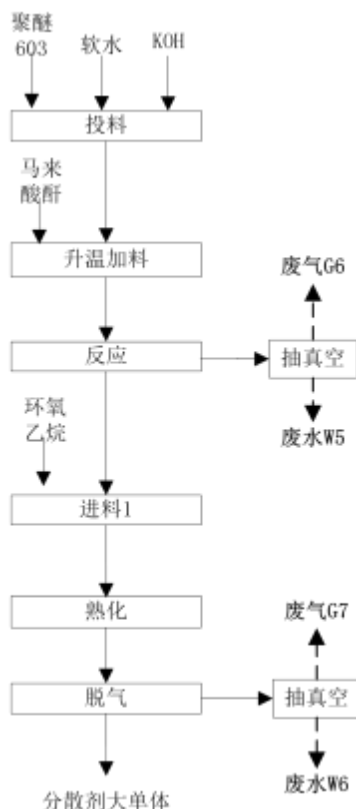 聚醚
603
软水
KOH
投料
马来
酸酐
升温加料
废气G6
反应
抽真空
环氧
乙烷
废水W5
进料1
熟化
废气G7
脱气
抽真空
废水W6
分散剂大单体